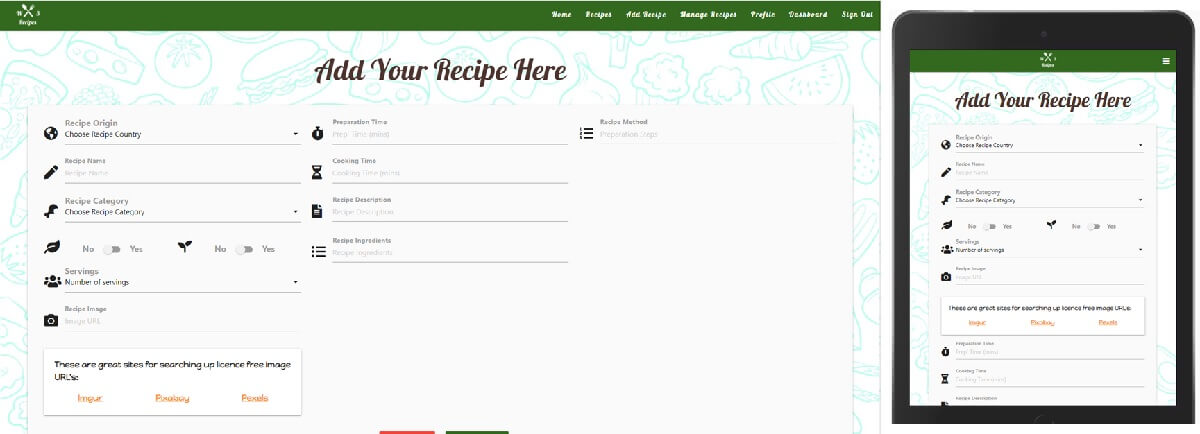 W 3
Recipes
Home Recipes Add Recipe Manage Recipes Profile Dashboard Sign Out
Add Your Recipe Here
Recipe Origin
Choose Recipe Country
Recipe Name
Recipe Name
Recipe Category
Choose Recipe Category
No Yes No Yes
Servings
Number of servings
Recipe Image
Image URL
These are great sites for searching up licence free image
URL's:
Imgur Pixabay Pexels
Preparation Time
Prep Time (mins)
Cooking Time
Cooking Time (mins)
Recipe Description
Recipe Description
Recipe Ingredients
Recipe Ingredients
Recipe Method
Preparation Steps
Recipes
Add Your Recipe Here
Recipe Origin
Choose Recipe Country
Recipe Name
Recipe Name
Recipe Category
Choose Recipe Category
No Yes No Yes
Servings
Number of servings
Recipe Image
Image URL
These are great sites for searching up licence free image URL's:
Imgur Pixabay Pexels
Preparation Time
Prep Time (mins)
Cooking Time
Cooking Time (mins)
Recipe Description